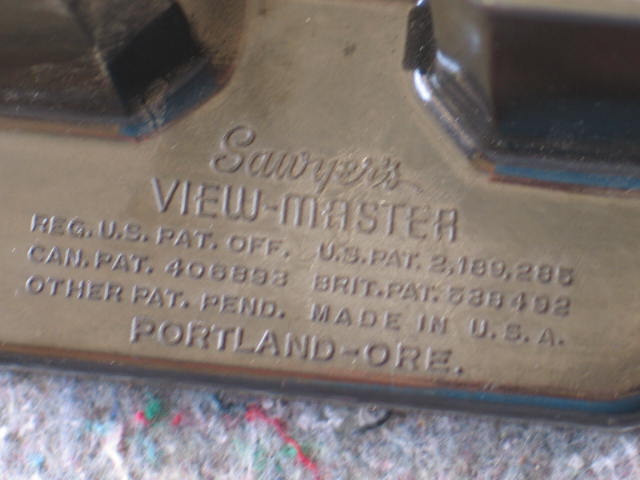 Sawyer's
VIEW-MASTER
REG. U.S. PAT. OFF. U.S. PAT. 2,189,285
CAN. PAT. 406893 BRIT. PAT. 538492
OTHER PAT. PEND. MADE IN U.S.A.
PORTLAND-ORE.